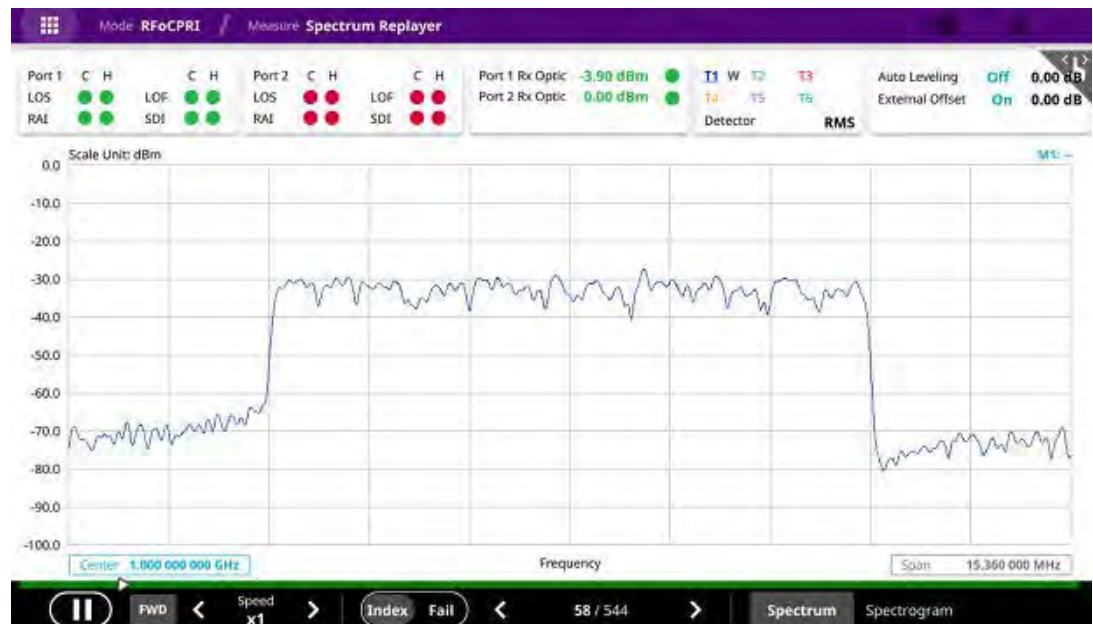 Mode RFoCPRI / Measure Spectrum Replayer
Port 1 C H C H Port 2 C H C H Port 1 Rx Optic -3.90 dBm T1 W T2 T3 Auto Leveling Off 0.00 dB
LOS LOF LOS LOF Port 2 Rx Optic 0.00 dBm T4 T5 T6 External Offset On 0.00 dB
RAI SDI RAI SDI Detector RMS
Scale Unit: dBm M1: --
0.0
-10.0
-20.0
-30.0
-40.0
-50.0
-60.0
-70.0
-80.0
-90.0
-100.0
Center 1.000 000 000 GHz Frequency Span 15.360 000 MHz
FWD < Speed x1 > Index Fail < 58 / 544 > Spectrum Spectrogram